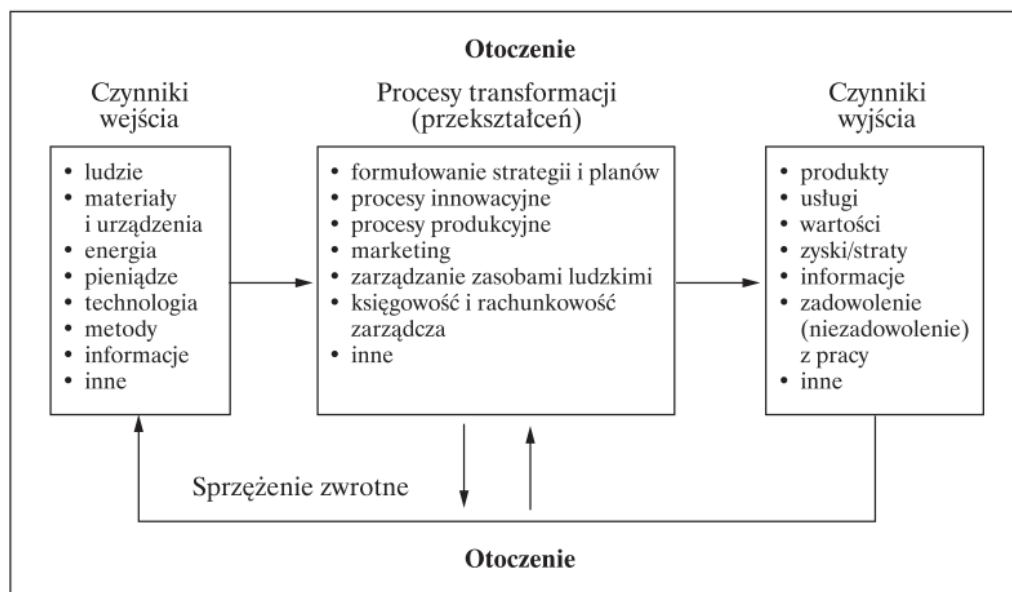 Otoczenie
Czynniki
wejścia
• ludzie
• materiały
i urządzenia
• energia
• pieniądze
• technologia
• metody
• informacje
• inne
Procesy transformacji
(przekształceń)
• formułowanie strategii i planów
• procesy innowacyjne
• procesy produkcyjne
• marketing
• zarządzanie zasobami ludzkimi
• księgowość i rachunkowość
zarządcza
• inne
Czynniki
wyjścia
• produkty
• usługi
• wartości
• zyski/straty
• informacje
• zadowolenie
(niezadowolenie)
z pracy
• inne
Sprzężenie zwrotne
Otoczenie